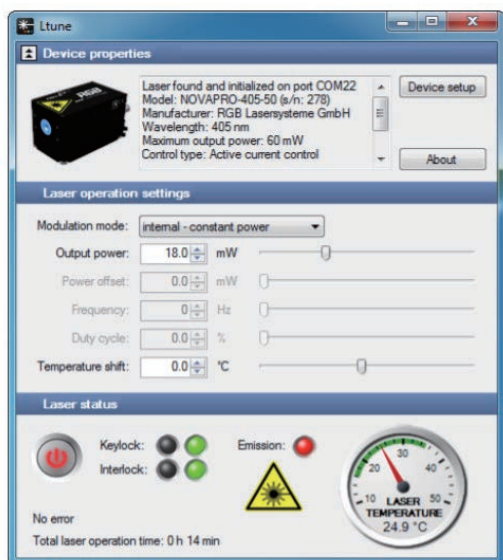 Ltune
Device properties
RGB
Laser found and initialized on port COM22
Model: NOVAPRO-405-50 (s/n: 278)
Manufacturer: RGB Lasersysteme GmbH
Wavelength: 405 nm
Maximum output power: 60 mW
Control type: Active current control
Device setup
About
Laser operation settings
Modulation mode: internal - constant power
Output power: 18.0 mW
Power offset: 0.0 mW
Frequency: 0 Hz
Duty cycle: 0.0 %
Temperature shift: 0.0 °C
Laser status
Keylock:
Interlock:
Emission:
10 20 30 40 50
LASER
TEMPERATURE
24.9 °C
No error
Total laser operation time: 0 h 14 min